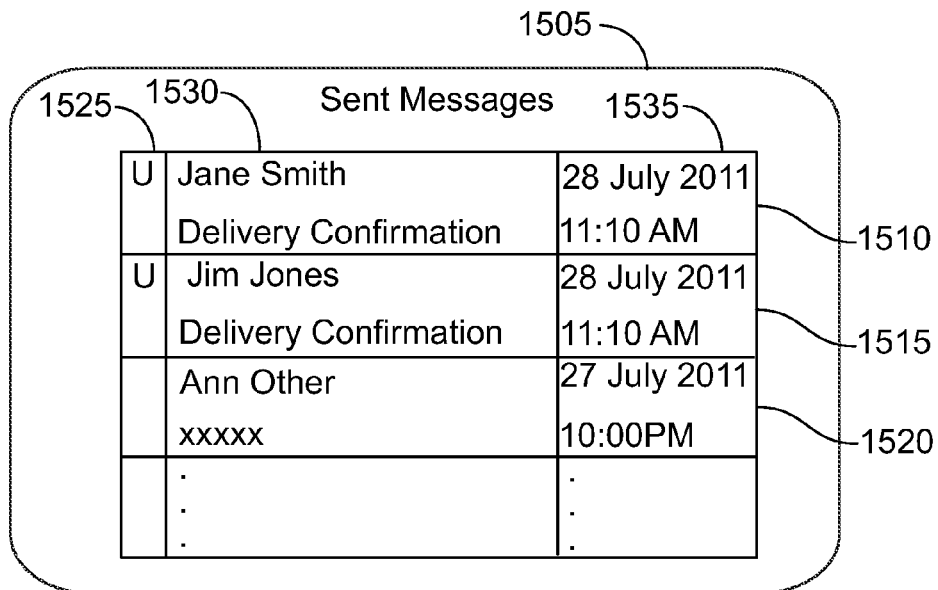 1505
1525 1530 Sent Messages 1535
U Jane Smith 28 July 2011
Delivery Confirmation 11:10 AM
1510
U Jim Jones 28 July 2011
Delivery Confirmation 11:10 AM
1515
Ann Other 27 July 2011
xxxxx 10:00PM
1520
. .
. .
. .